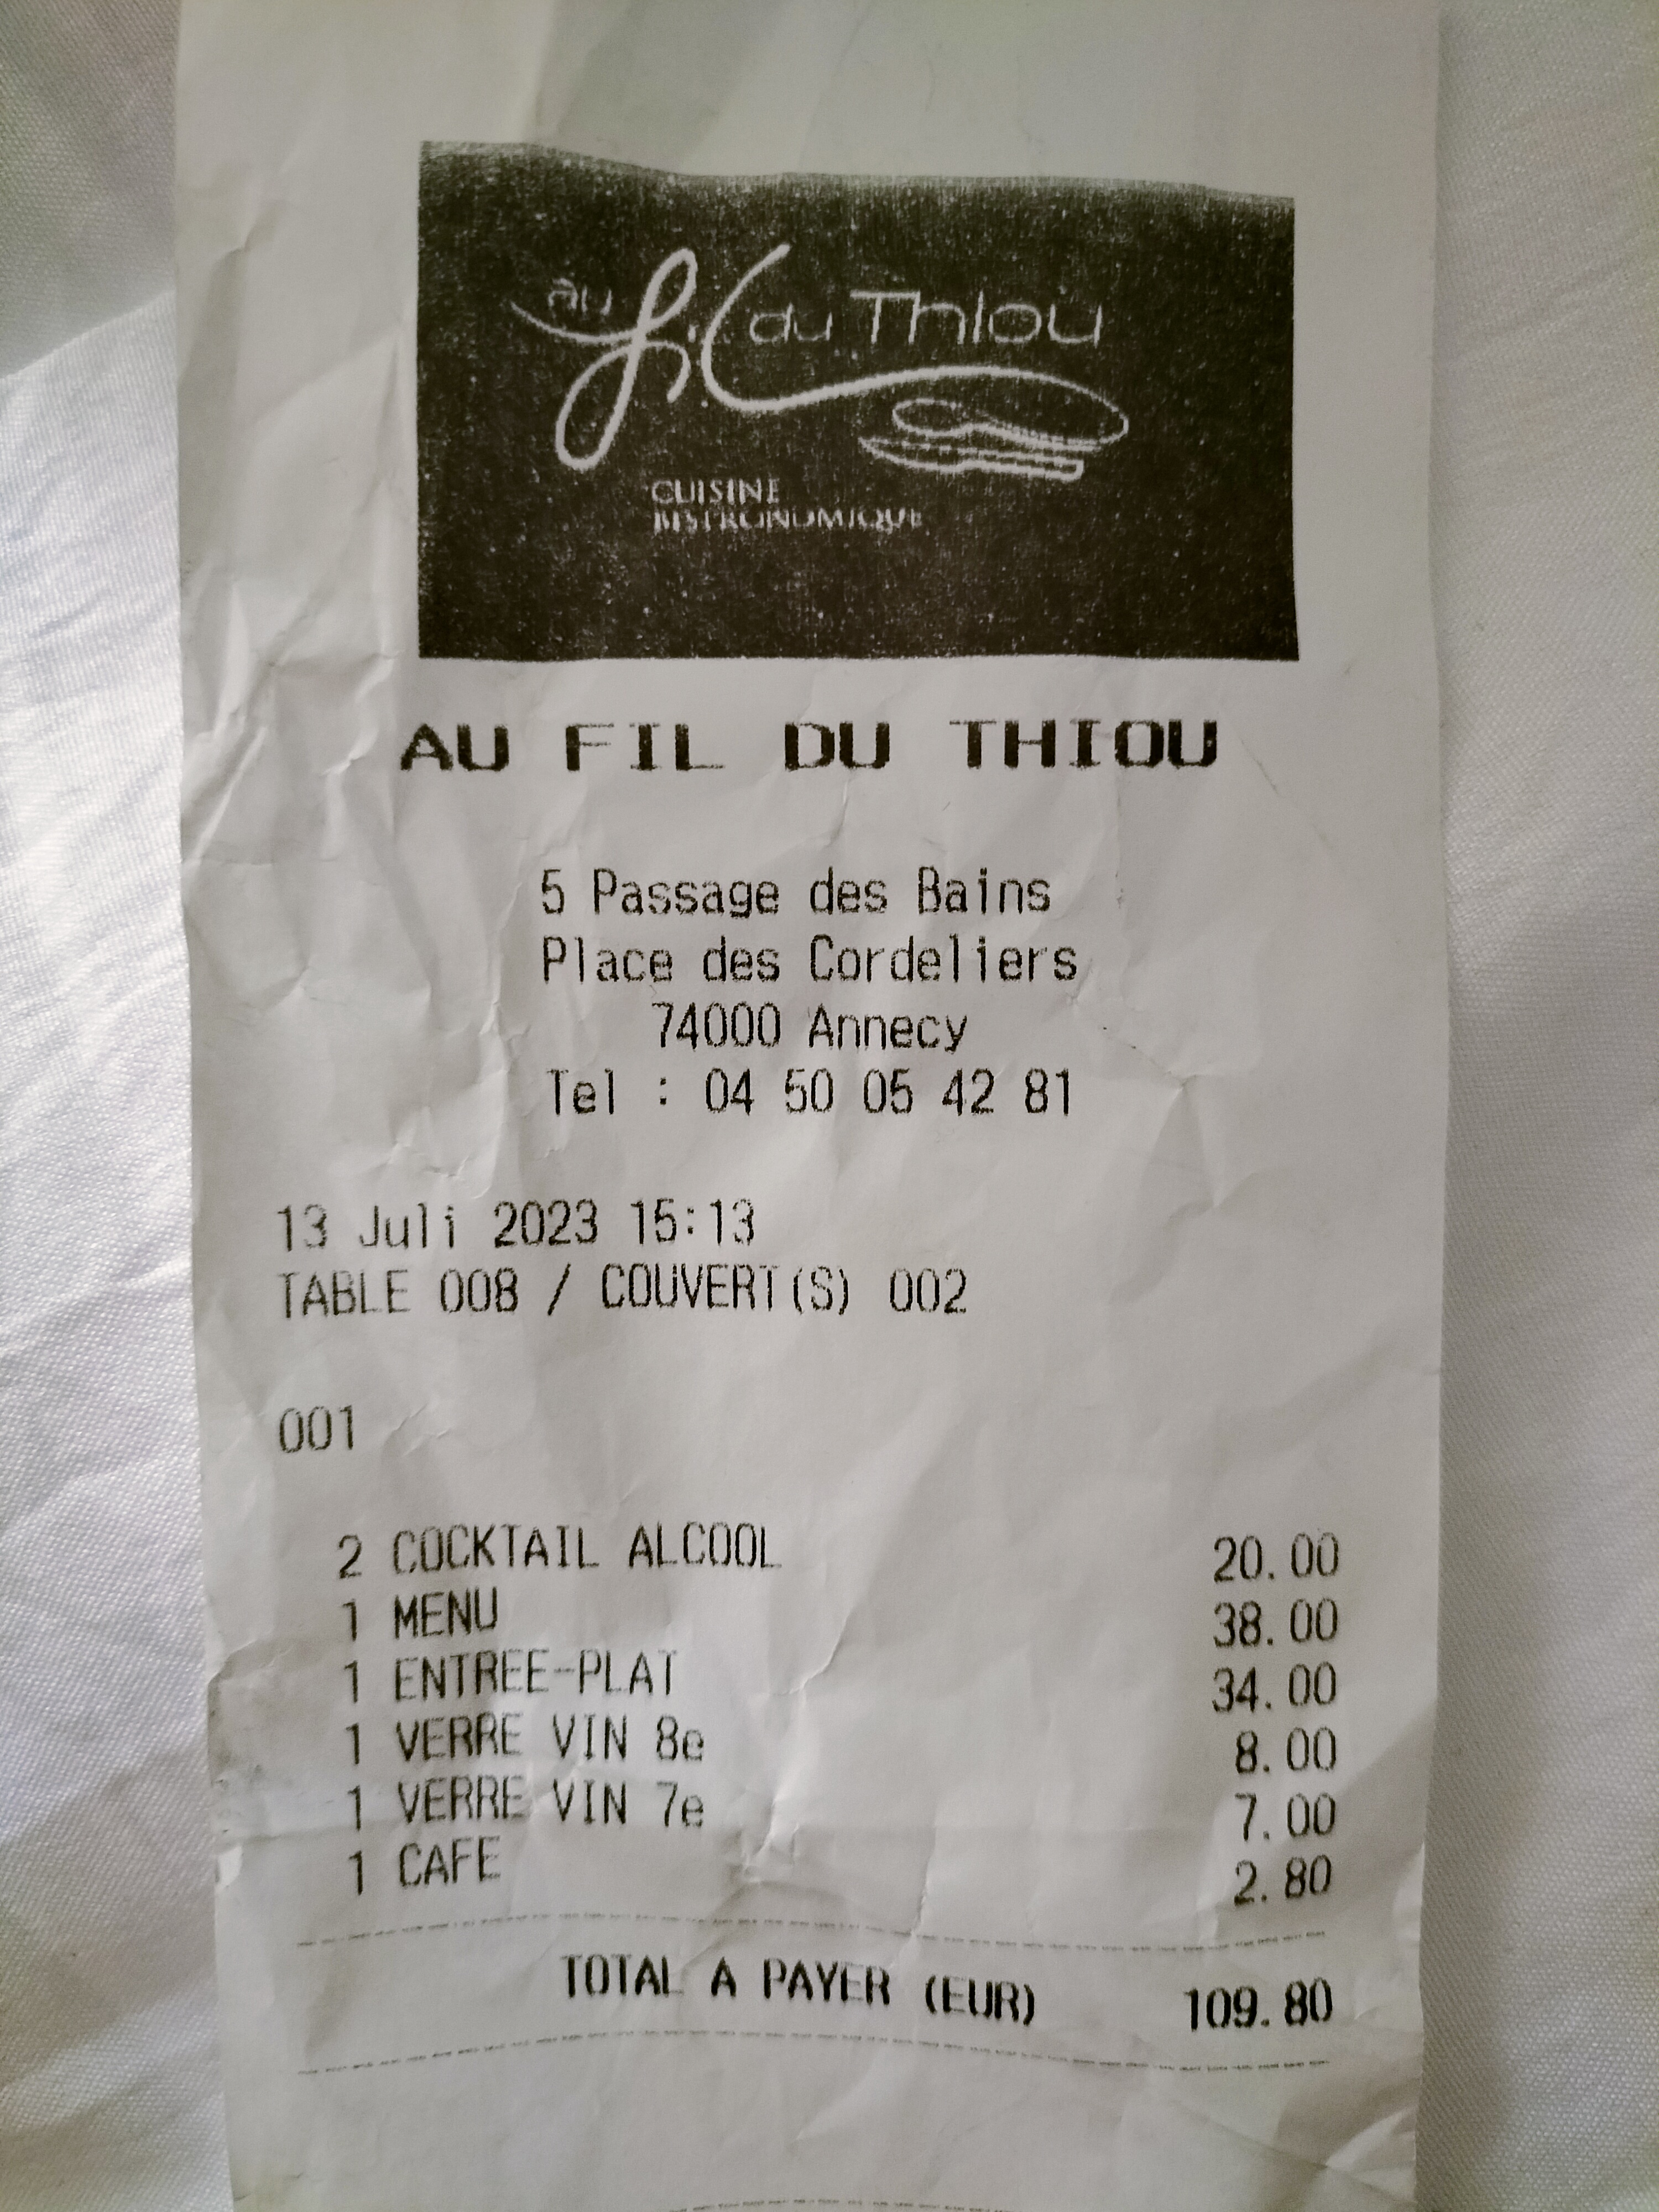 Au fil du Thiou
CUISINE
BISTRONOMIQUE
AU FIL DU THIOU
5 Passage des Bains
Place des Cordeliers
74000 Annecy
Tel : 04 50 05 42 81
13 Juli 2023 15:13
TABLE 008 / COUVERT(S) 002
001
2 COCKTAIL ALCOOL 20.00
1 MENU 38.00
1 ENTREE-PLAT 34.00
1 VERRE VIN 8e 8.00
1 VERRE VIN 7e 7.00
1 CAFE 2.80
TOTAL A PAYER (EUR) 109.80